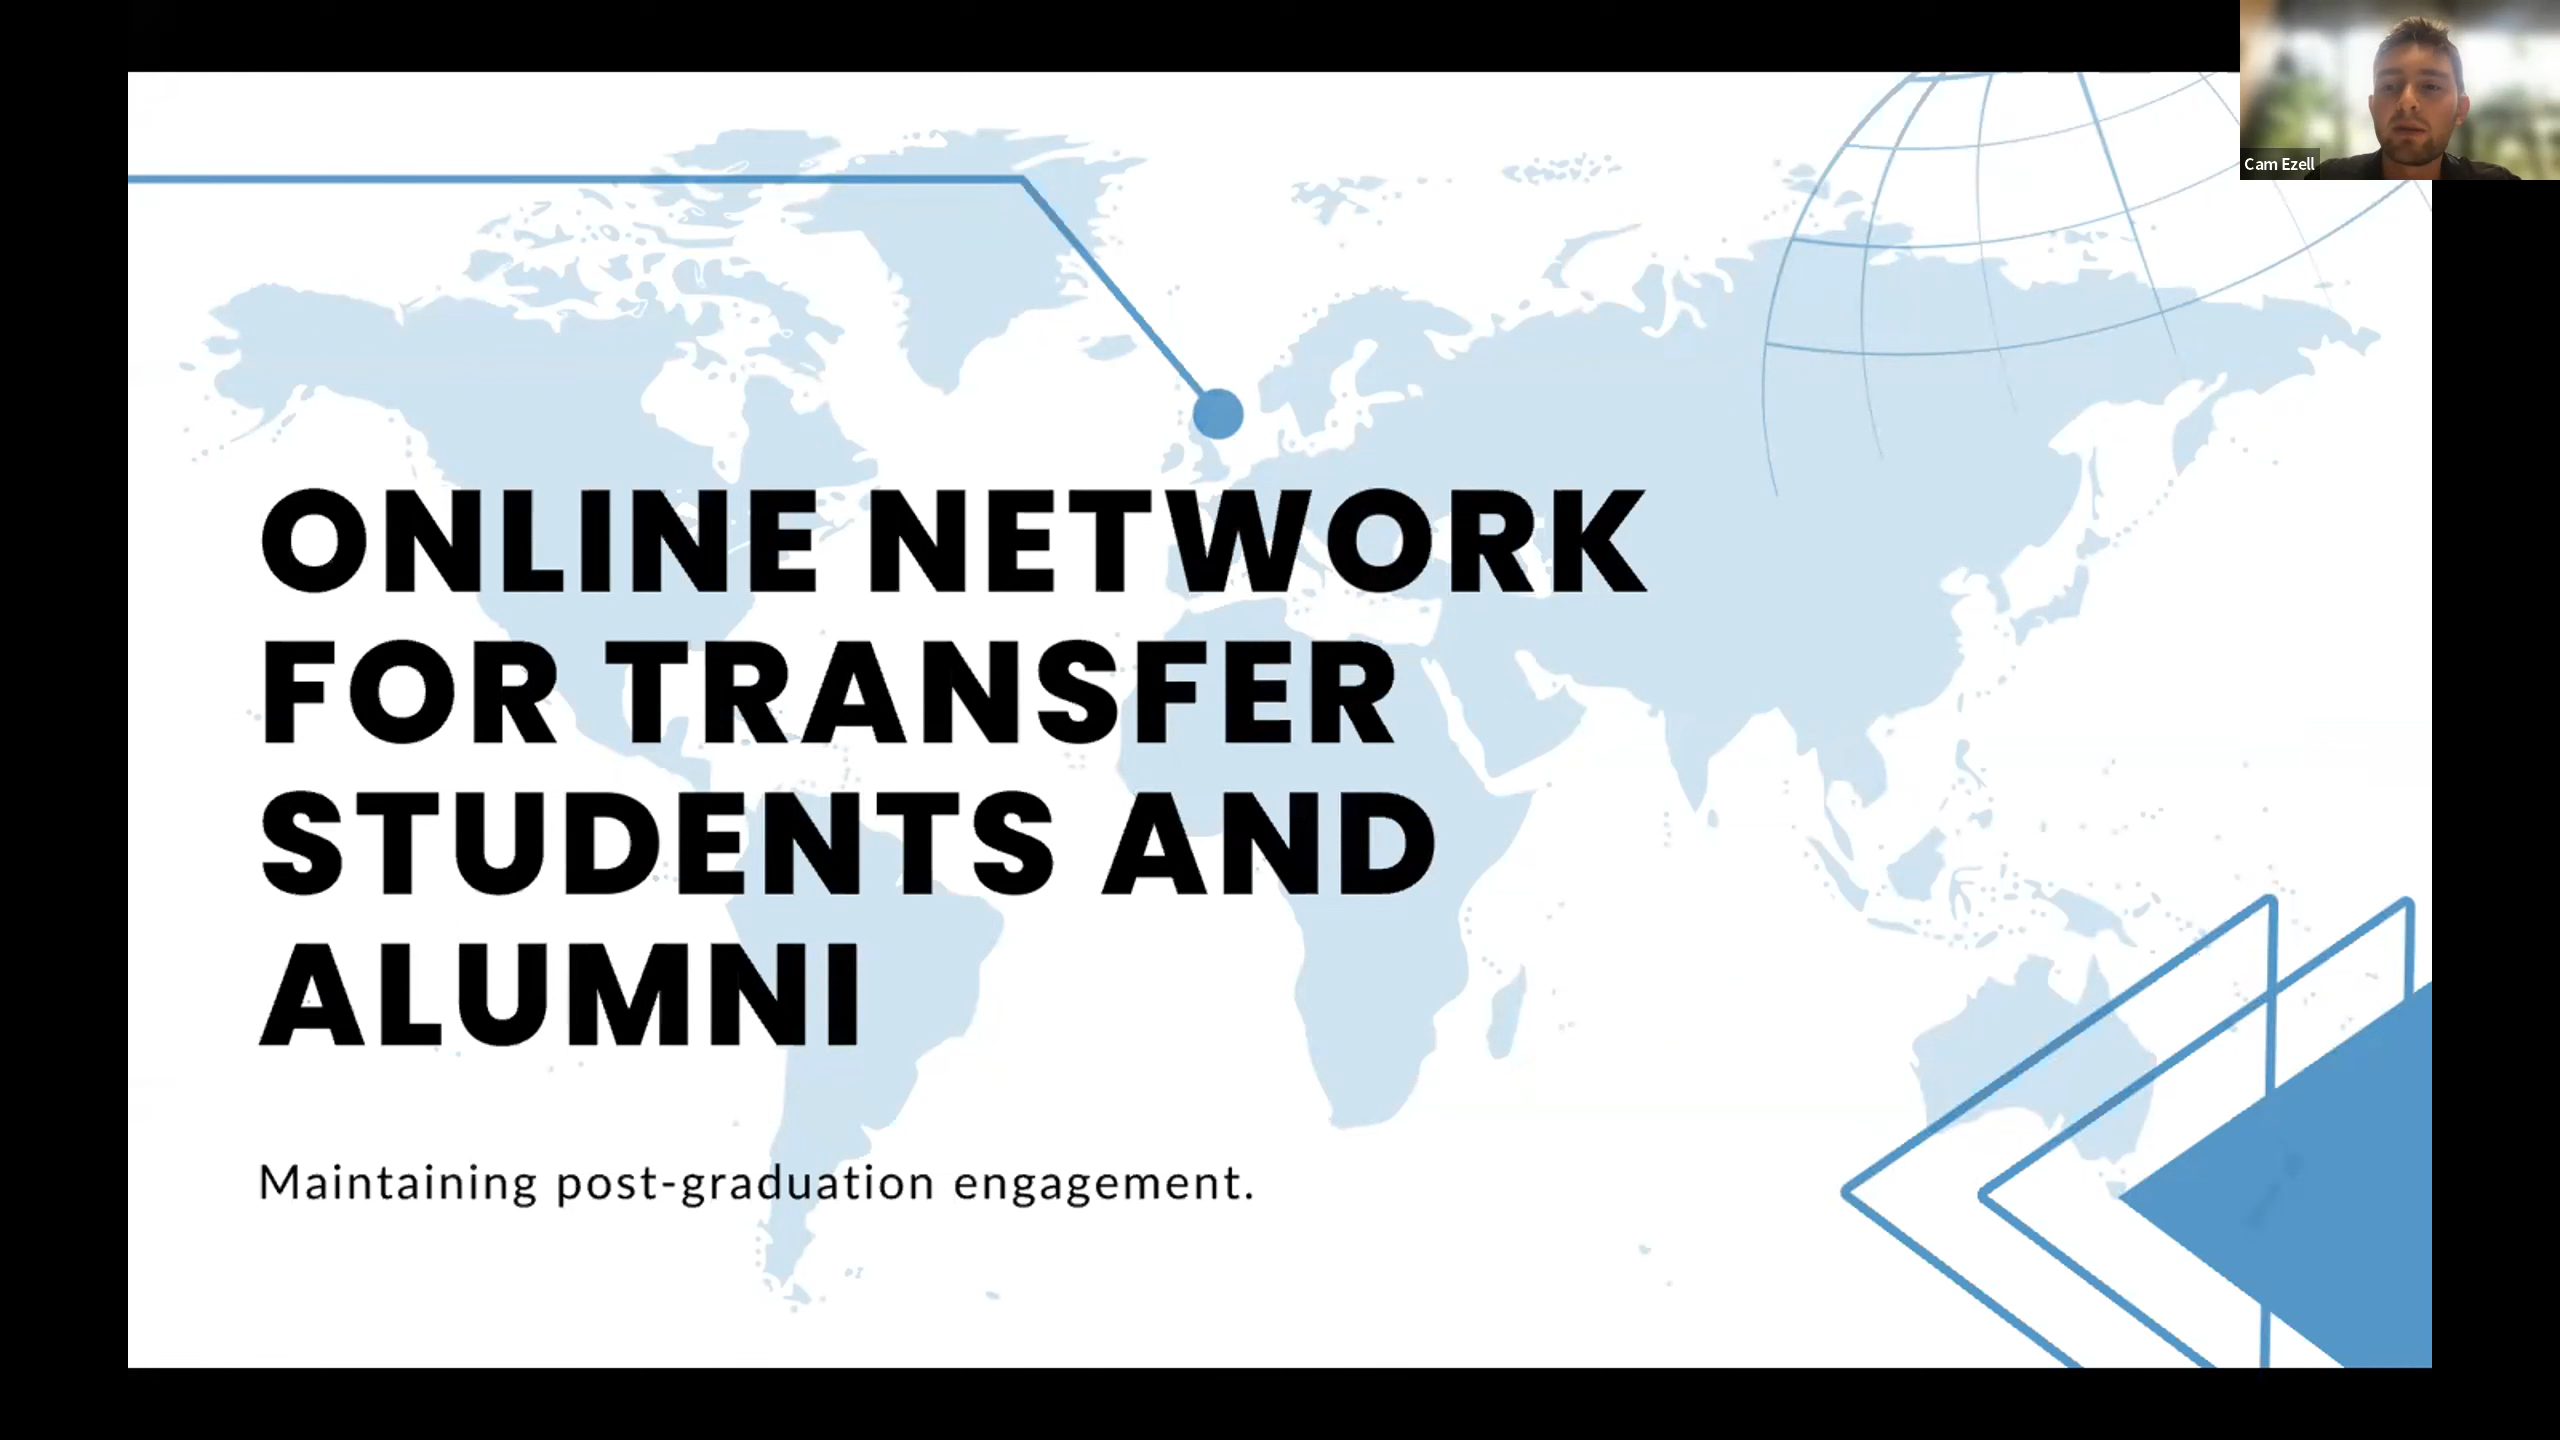 Cam Ezell
ONLINE NETWORK
FOR TRANSFER
STUDENTS AND
ALUMNI
Maintaining post-graduation engagement.